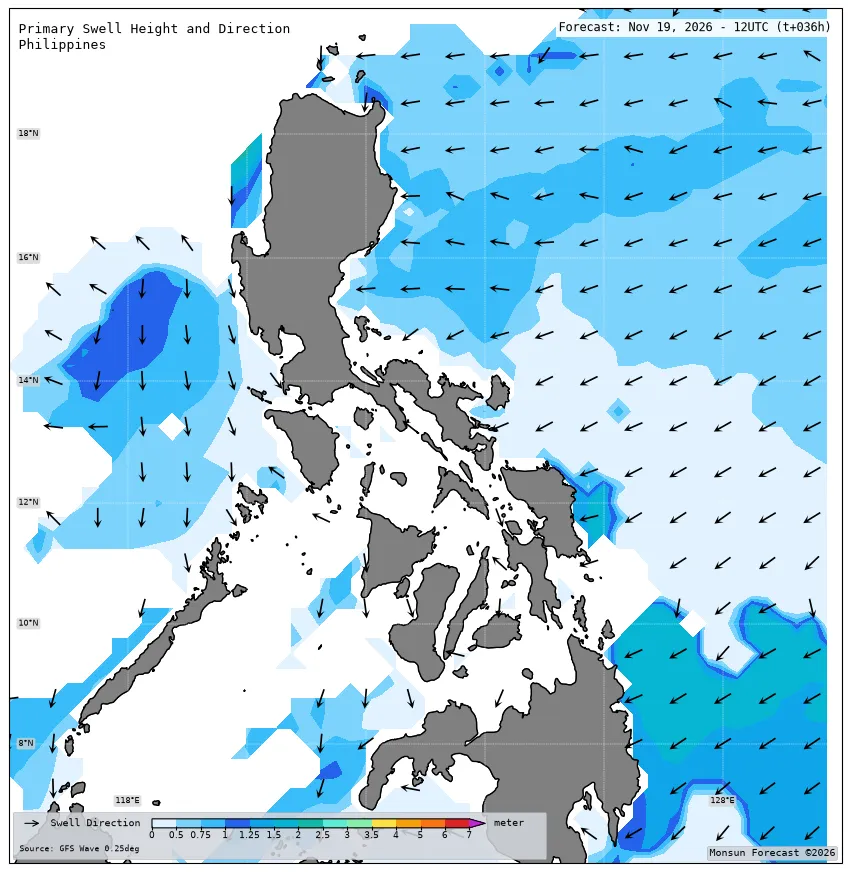 Primary Swell Height and Direction
Philippines
Forecast: Nov 19, 2026 - 12UTC (t+036h)
18°N
16°N
14°N
12°N
10°N
8°N
118°E
128°E
Swell Direction
0 0.5 0.75 1 1.25 1.5 2 2.5 3 3.5 4 5 6 7
meter
Source: GFS Wave 0.25deg
Monsun Forecast ©2026